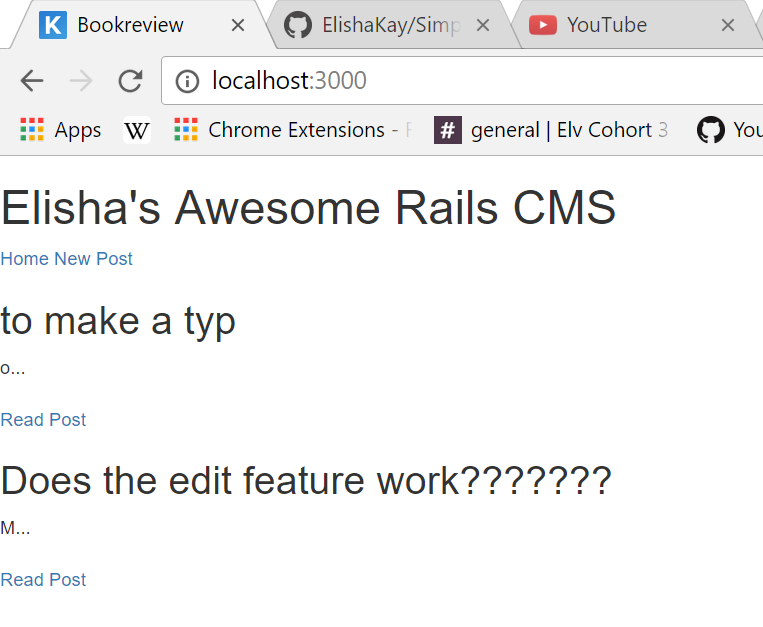 K Bookreview ElishaKay/Simp YouTube
localhost:3000
Apps W Chrome Extensions - # general | Elv Cohort 3 You
Elisha's Awesome Rails CMS
Home New Post
to make a typ
o...
Read Post
Does the edit feature work???????
M...
Read Post